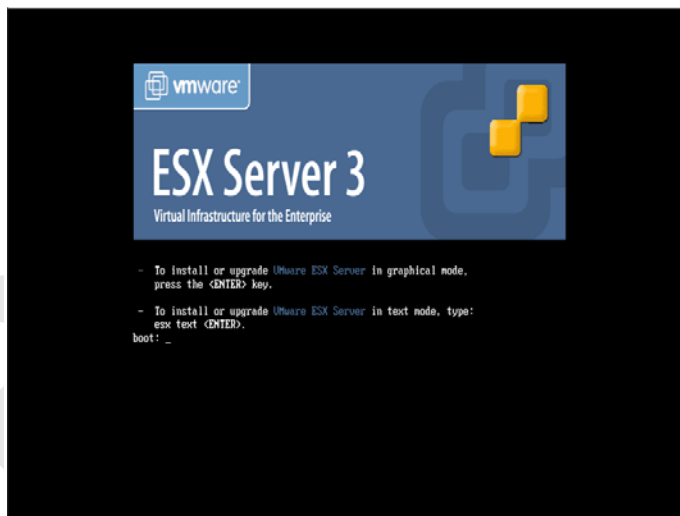 vmware
ESX Server 3
Virtual Infrastructure for the Enterprise
- To install or upgrade VMware ESX Server in graphical mode,
press the <ENTER> key.
- To install or upgrade VMware ESX Server in text mode, type:
esx text <ENTER>.
boot: _